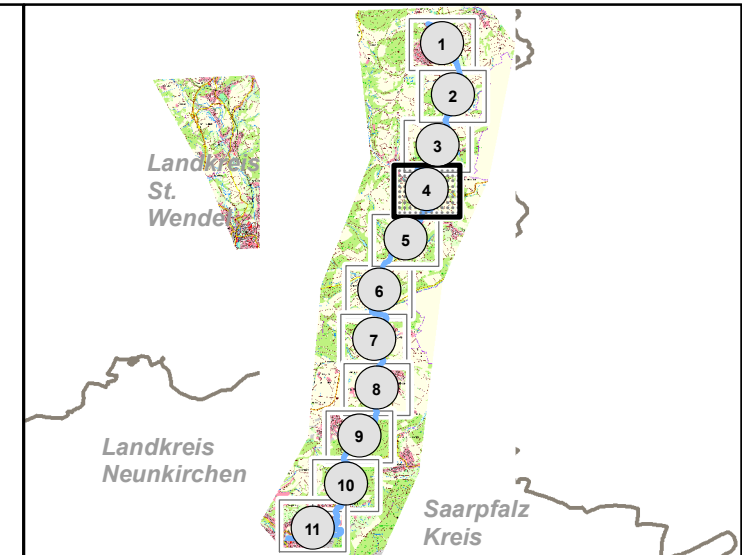 1
2
3
Landkreis
St.
Wendel
4
5
6
7
8
9
Landkreis
Neunkirchen
10
Saarpfalz
Kreis
11